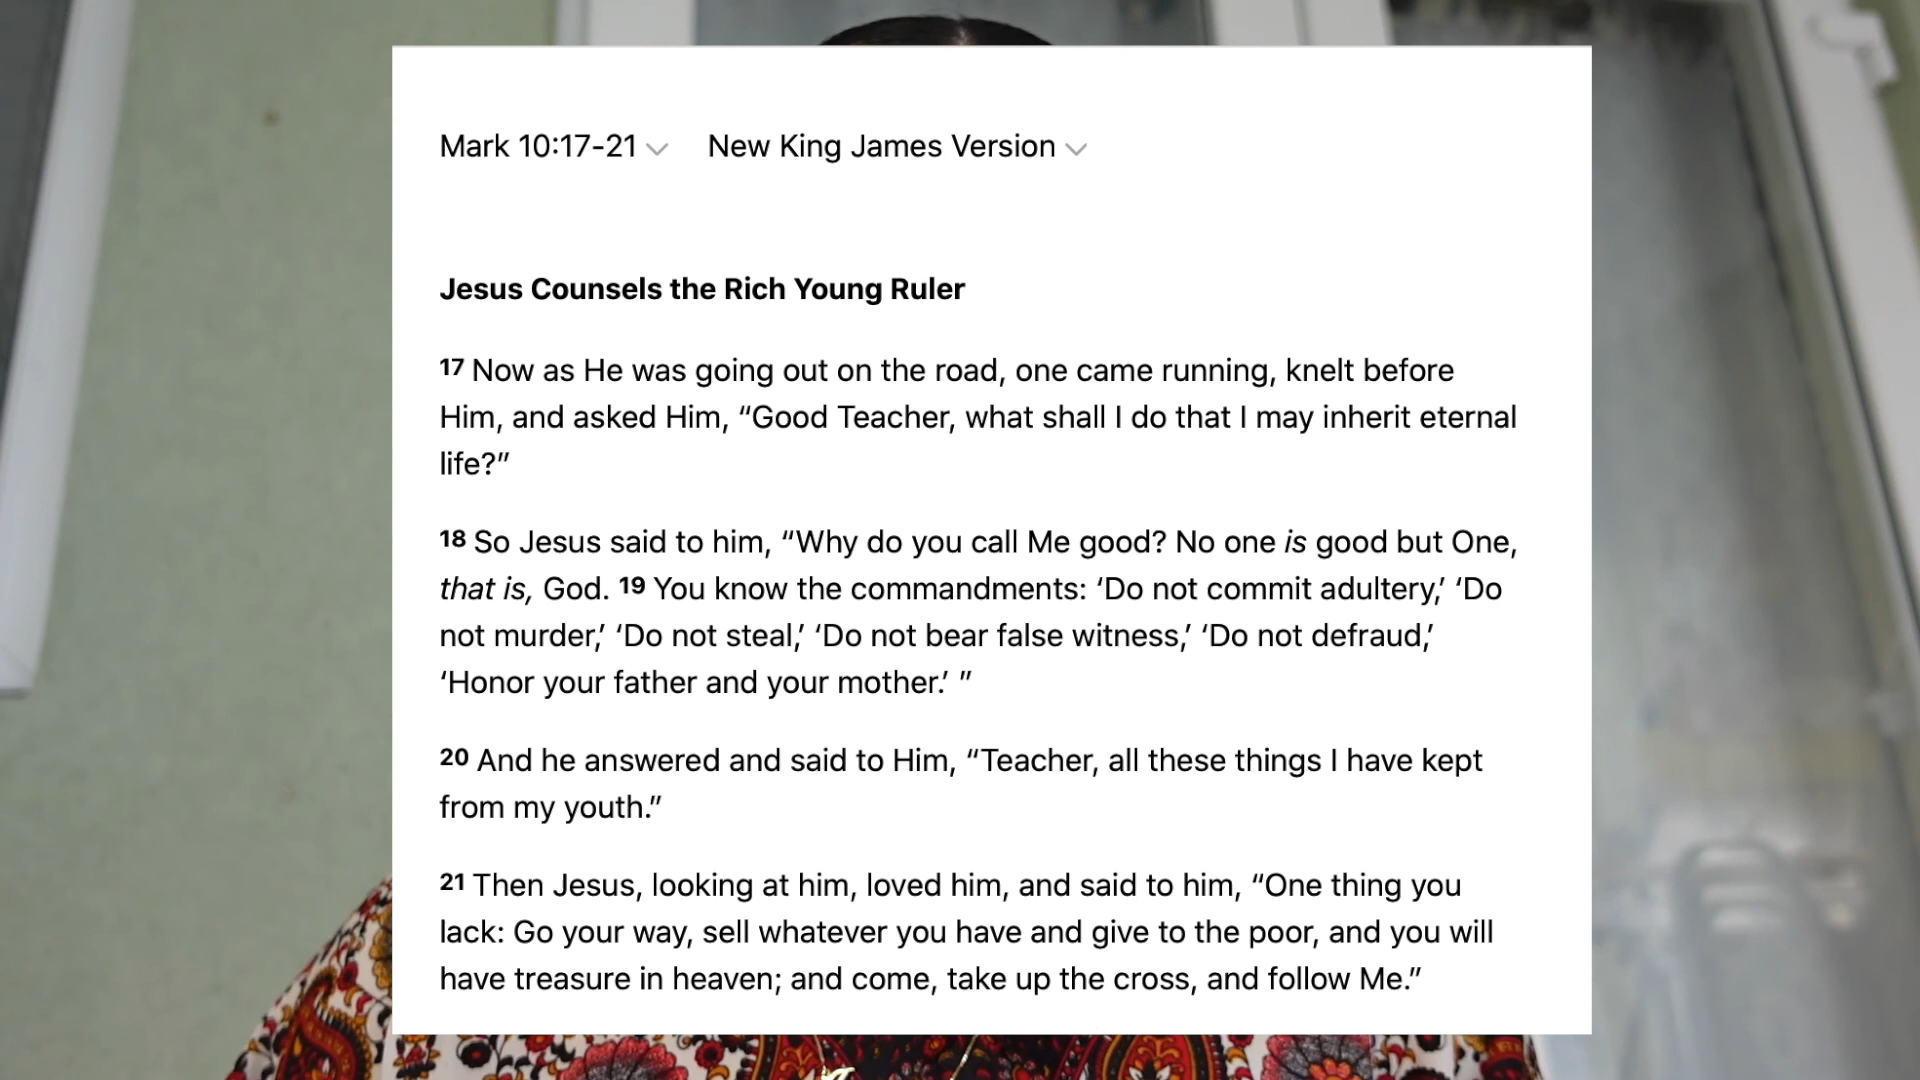 Mark 10:17-21 New King James Version
Jesus Counsels the Rich Young Ruler
17 Now as He was going out on the road, one came running, knelt before
Him, and asked Him, “Good Teacher, what shall I do that I may inherit eternal
life?”
18 So Jesus said to him, “Why do you call Me good? No one is good but One,
that is, God. 19 You know the commandments: ‘Do not commit adultery,’ ‘Do
not murder,’ ‘Do not steal,’ ‘Do not bear false witness,’ ‘Do not defraud,’
‘Honor your father and your mother.’ ”
20 And he answered and said to Him, “Teacher, all these things I have kept
from my youth.”
21 Then Jesus, looking at him, loved him, and said to him, “One thing you
lack: Go your way, sell whatever you have and give to the poor, and you will
have treasure in heaven; and come, take up the cross, and follow Me.”